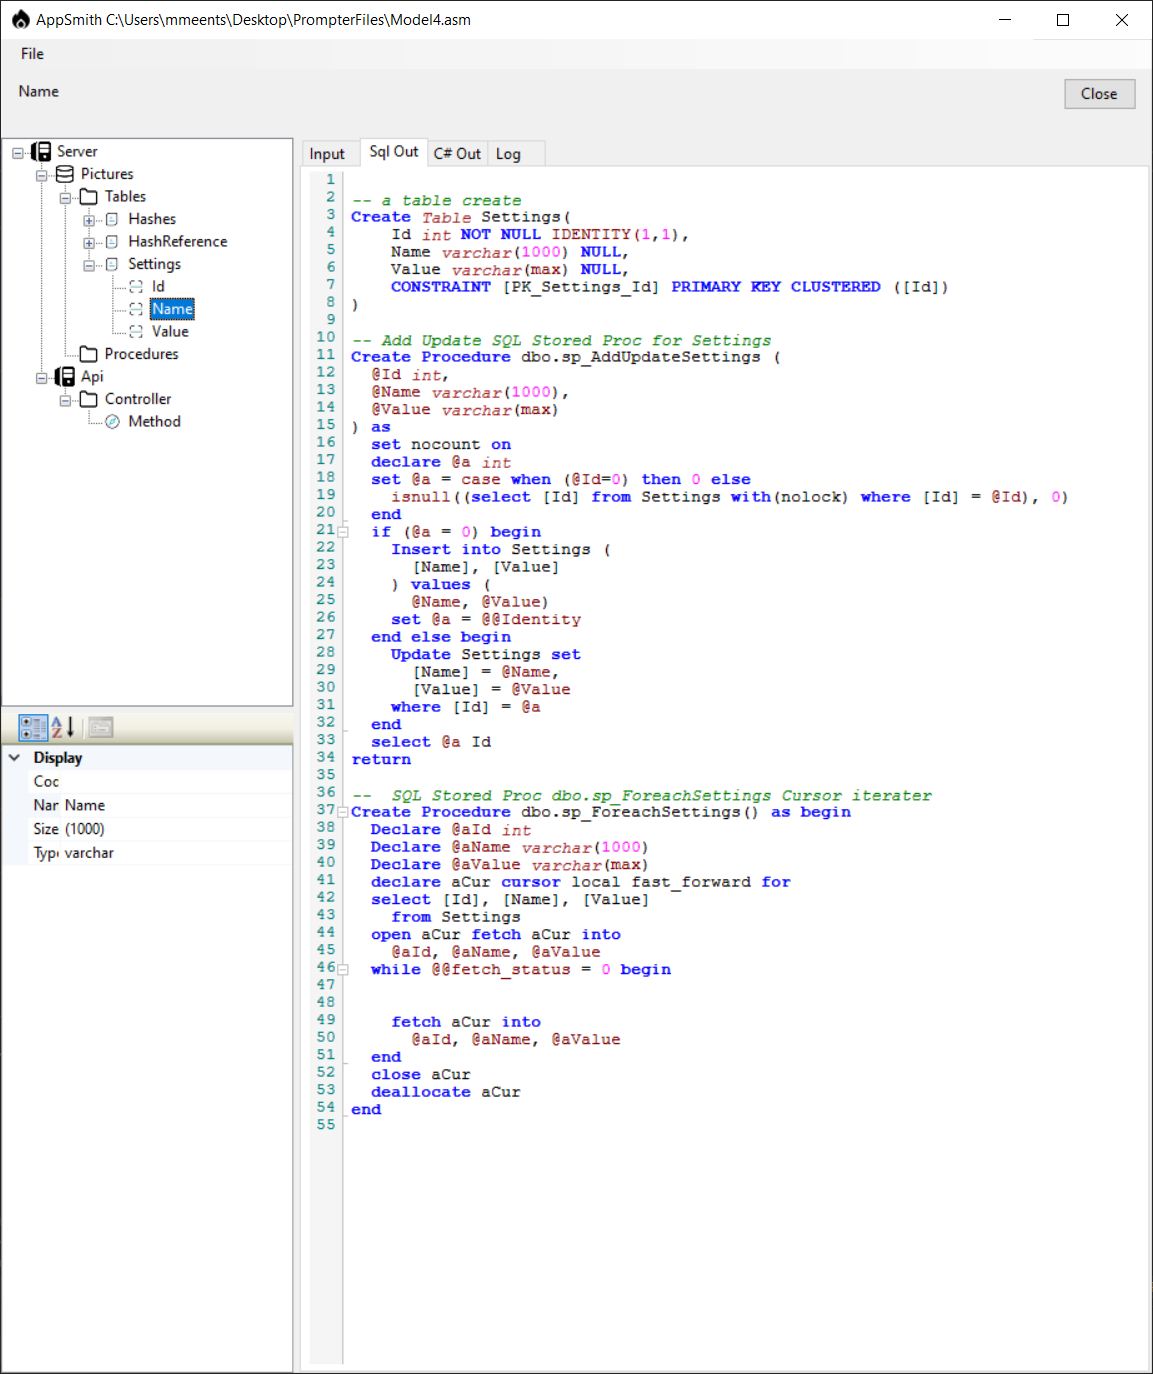 AppSmith C:\Users\mmeents\Desktop\PrompterFiles\Model4.asm
File
Name
Close
Server
Pictures
Tables
Hashes
HashReference
Settings
Id
Name
Value
Procedures
Api
Controller
Method
Display
Coc
Nar Name
Size (1000)
Type varchar
Input Sql Out C# Out Log
1
2 -- a table create
3 Create Table Settings(
4 Id int NOT NULL IDENTITY(1,1),
5 Name varchar(1000) NULL,
6 Value varchar(max) NULL,
7 CONSTRAINT [PK_Settings_Id] PRIMARY KEY CLUSTERED ([Id])
8 )
9
10 -- Add Update SQL Stored Proc for Settings
11 Create Procedure dbo.sp_AddUpdateSettings (
12 @Id int,
13 @Name varchar(1000),
14 @Value varchar(max)
15 ) as
16 set nocount on
17 declare @a int
18 set @a = case when (@Id=0) then 0 else
19 isnull((select [Id] from Settings with(nolock) where [Id] = @Id), 0)
20 end
21 if (@a = 0) begin
22 Insert into Settings (
23 [Name], [Value]
24 ) values (
25 @Name, @Value)
26 set @a = @@Identity
27 end else begin
28 Update Settings set
29 [Name] = @Name,
30 [Value] = @Value
31 where [Id] = @a
32 end
33 select @a Id
34 return
35
36 --  SQL Stored Proc dbo.sp_ForeachSettings Cursor iterater
37 Create Procedure dbo.sp_ForeachSettings() as begin
38 Declare @aId int
39 Declare @aName varchar(1000)
40 Declare @aValue varchar(max)
41 declare aCur cursor local fast_forward for
42 select [Id], [Name], [Value]
43 from Settings
44 open aCur fetch aCur into
45 @aId, @aName, @aValue
46 while @@fetch_status = 0 begin
47
48
49 fetch aCur into
50 @aId, @aName, @aValue
51 end
52 close aCur
53 deallocate aCur
54 end
55